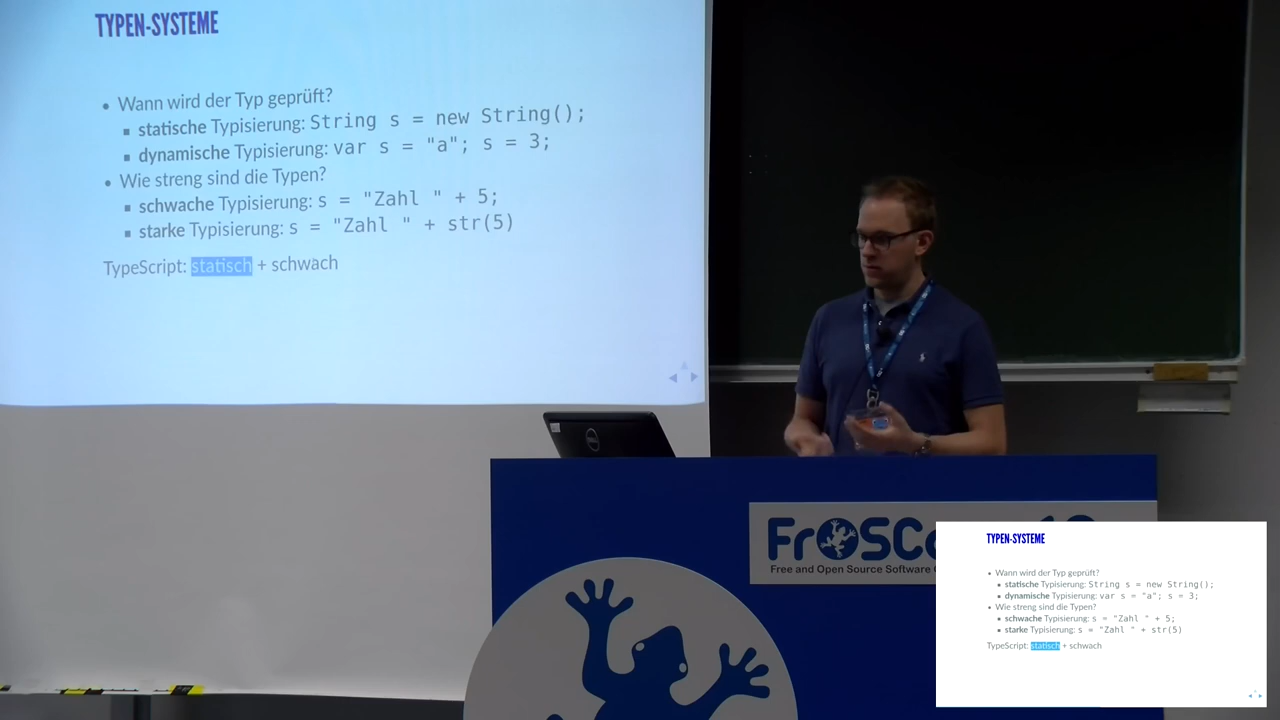 TYPEN-SYSTEME
• Wann wird der Typ geprüft?
▪ statische Typisierung: String s = new String();
▪ dynamische Typisierung: var s = "a"; s = 3;
• Wie streng sind die Typen?
▪ schwache Typisierung: s = "Zahl " + 5;
▪ starke Typisierung: s = "Zahl " + str(5)
TypeScript: statisch + schwach
DELL
FrOSC
Free and Open Source Software
TYPEN-SYSTEME
• Wann wird der Typ geprüft?
▪ statische Typisierung: String s = new String();
▪ dynamische Typisierung: var s = "a"; s = 3;
• Wie streng sind die Typen?
▪ schwache Typisierung: s = "Zahl " + 5;
▪ starke Typisierung: s = "Zahl " + str(5)
TypeScript: statisch + schwach